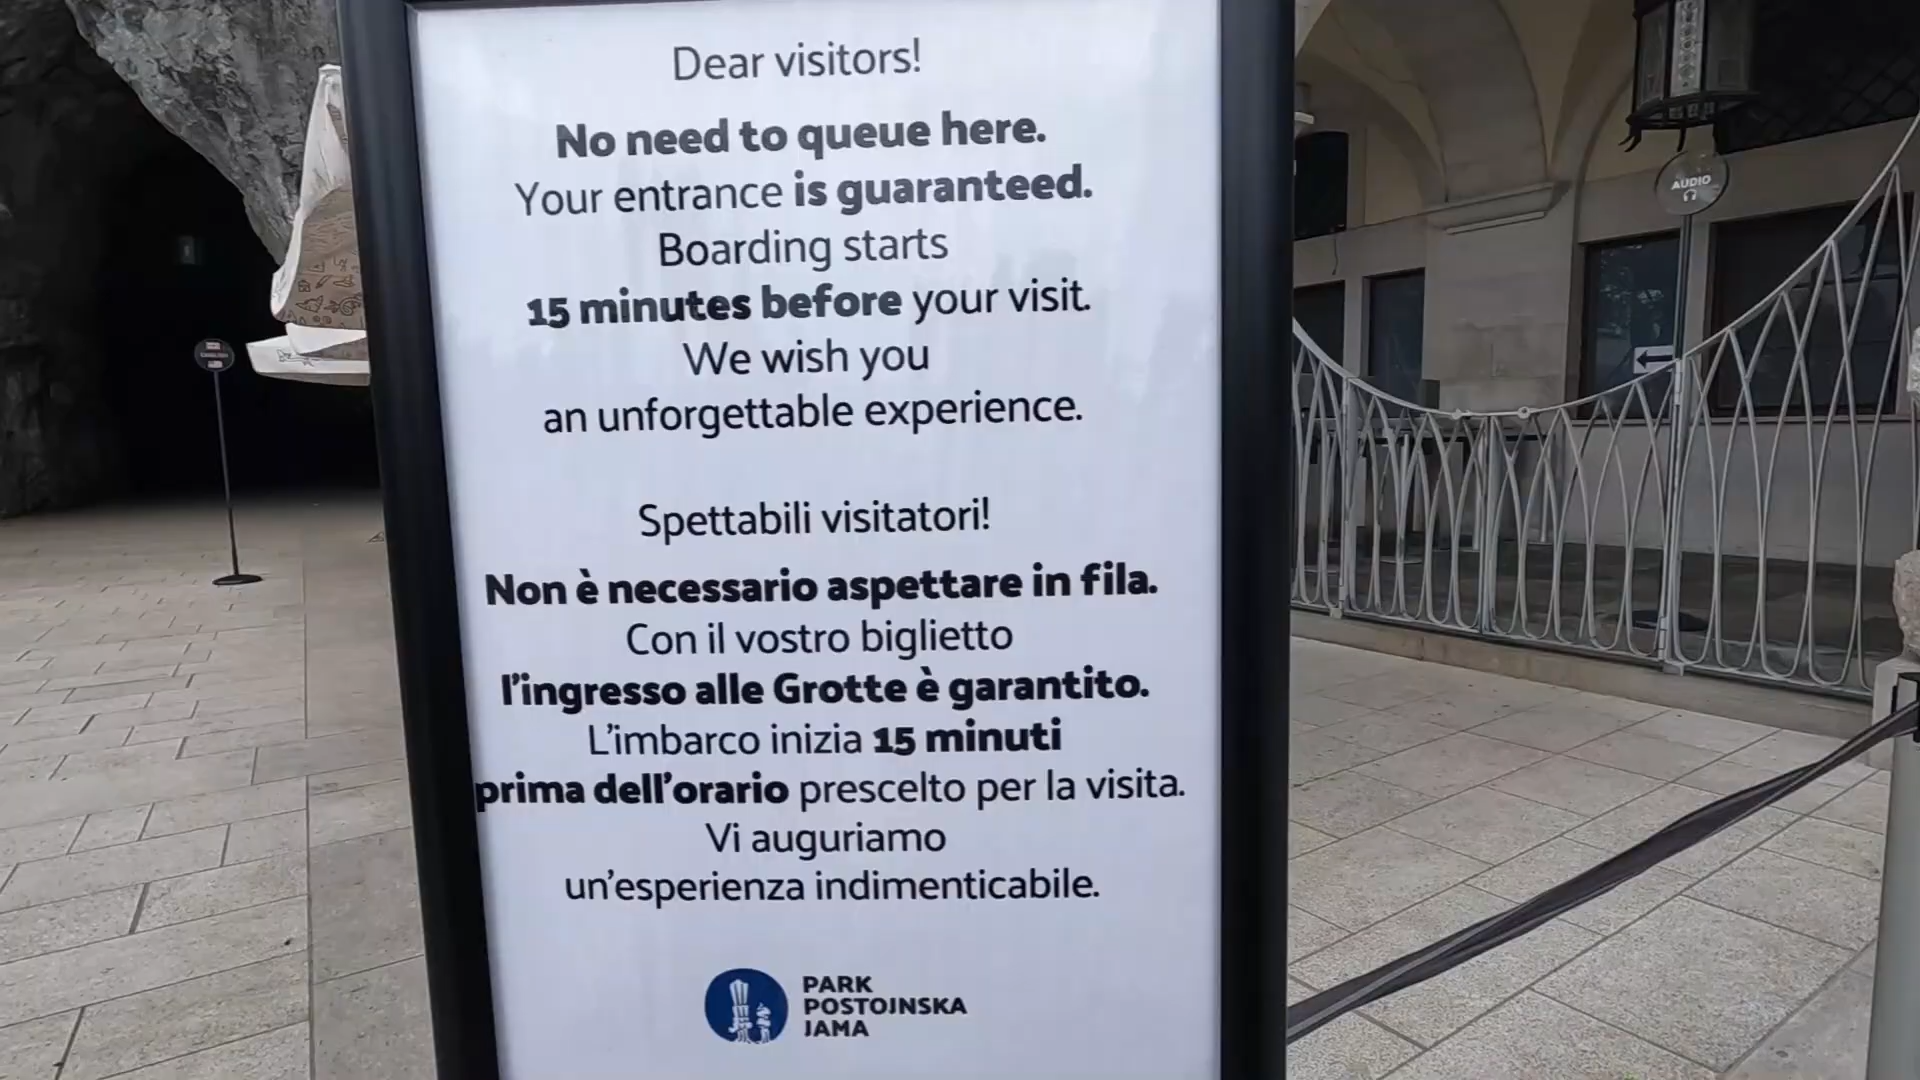 Dear visitors!
No need to queue here.
Your entrance is guaranteed.
Boarding starts
15 minutes before your visit.
We wish you
an unforgettable experience.
Spettabili visitatori!
Non è necessario aspettare in fila.
Con il vostro biglietto
l'ingresso alle Grotte è garantito.
L'imbarco inizia 15 minuti
prima dell'orario prescelto per la visita.
Vi auguriamo
un'esperienza indimenticabile.
PARK
POSTOJNSKA
JAMA
AUDIO
ENGLISH